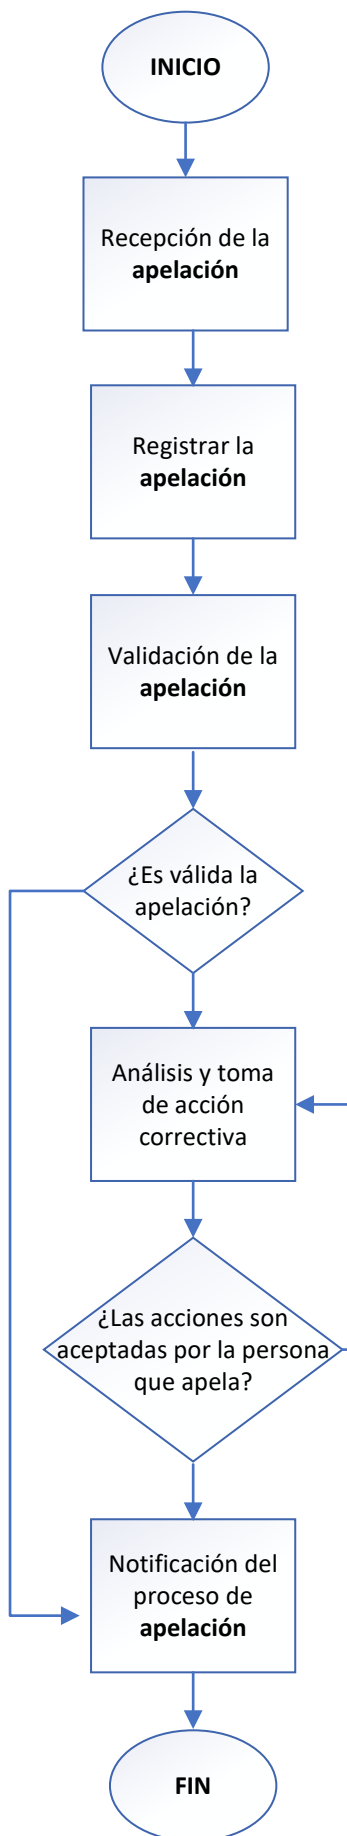 INICIO
Recepción de la
apelación
Registrar la
apelación
Validación de la
apelación
¿Es válida la
apelación?
Análisis y toma
de acción
correctiva
¿Las acciones son
aceptadas por la persona
que apela?
Notificación del
proceso de
apelación
FIN